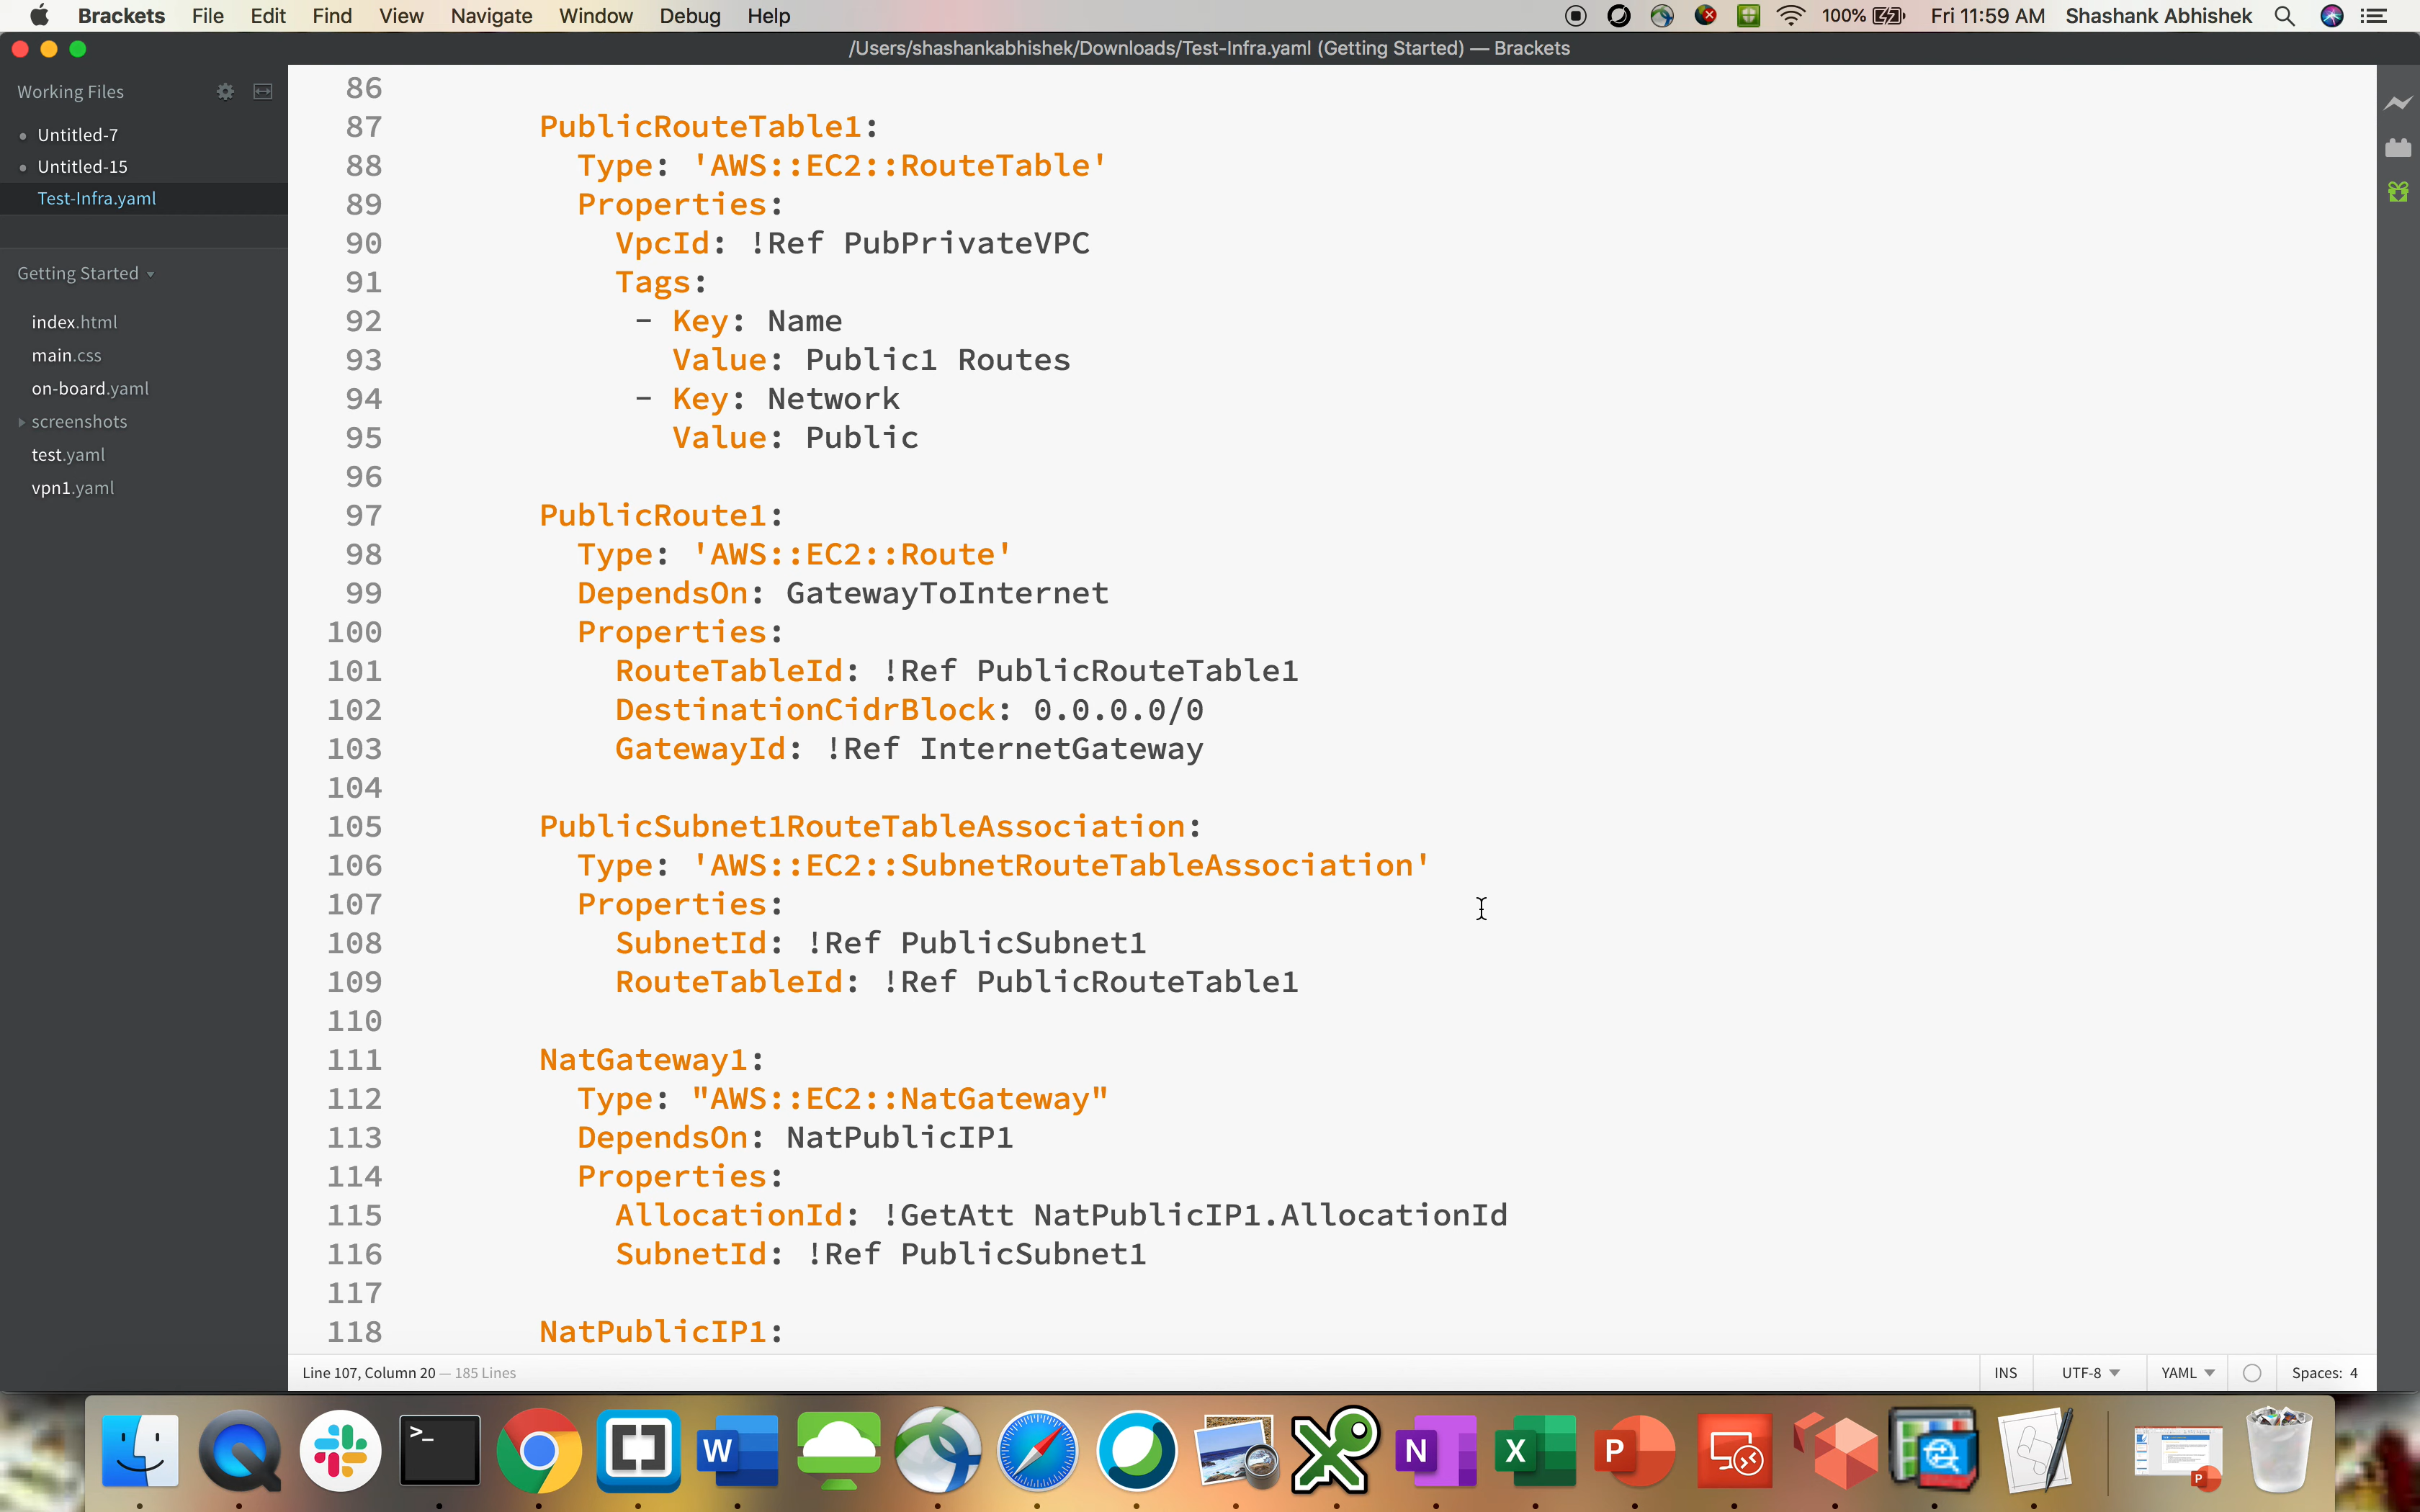 Brackets File Edit Find View Navigate Window Debug Help 100% Fri 11:59 AM Shashank Abhishek
/Users/shashankabhishek/Downloads/Test-Infra.yaml (Getting Started) — Brackets
Working Files
Untitled-7
Untitled-15
Test-Infra.yaml
Getting Started
index.html
main.css
on-board.yaml
screenshots
test.yaml
vpn1.yaml
86
87 PublicRouteTable1:
88 Type: 'AWS::EC2::RouteTable'
89 Properties:
90 VpcId: !Ref PubPrivateVPC
91 Tags:
92 - Key: Name
93 Value: Public1 Routes
94 - Key: Network
95 Value: Public
96
97 PublicRoute1:
98 Type: 'AWS::EC2::Route'
99 DependsOn: GatewayToInternet
100 Properties:
101 RouteTableId: !Ref PublicRouteTable1
102 DestinationCidrBlock: 0.0.0.0/0
103 GatewayId: !Ref InternetGateway
104
105 PublicSubnet1RouteTableAssociation:
106 Type: 'AWS::EC2::SubnetRouteTableAssociation'
107 Properties:
108 SubnetId: !Ref PublicSubnet1
109 RouteTableId: !Ref PublicRouteTable1
110
111 NatGateway1:
112 Type: "AWS::EC2::NatGateway"
113 DependsOn: NatPublicIP1
114 Properties:
115 AllocationId: !GetAtt NatPublicIP1.AllocationId
116 SubnetId: !Ref PublicSubnet1
117
118 NatPublicIP1:
Line 107, Column 20 — 185 Lines INS UTF-8 YAML Spaces: 4
>_ W N X P P